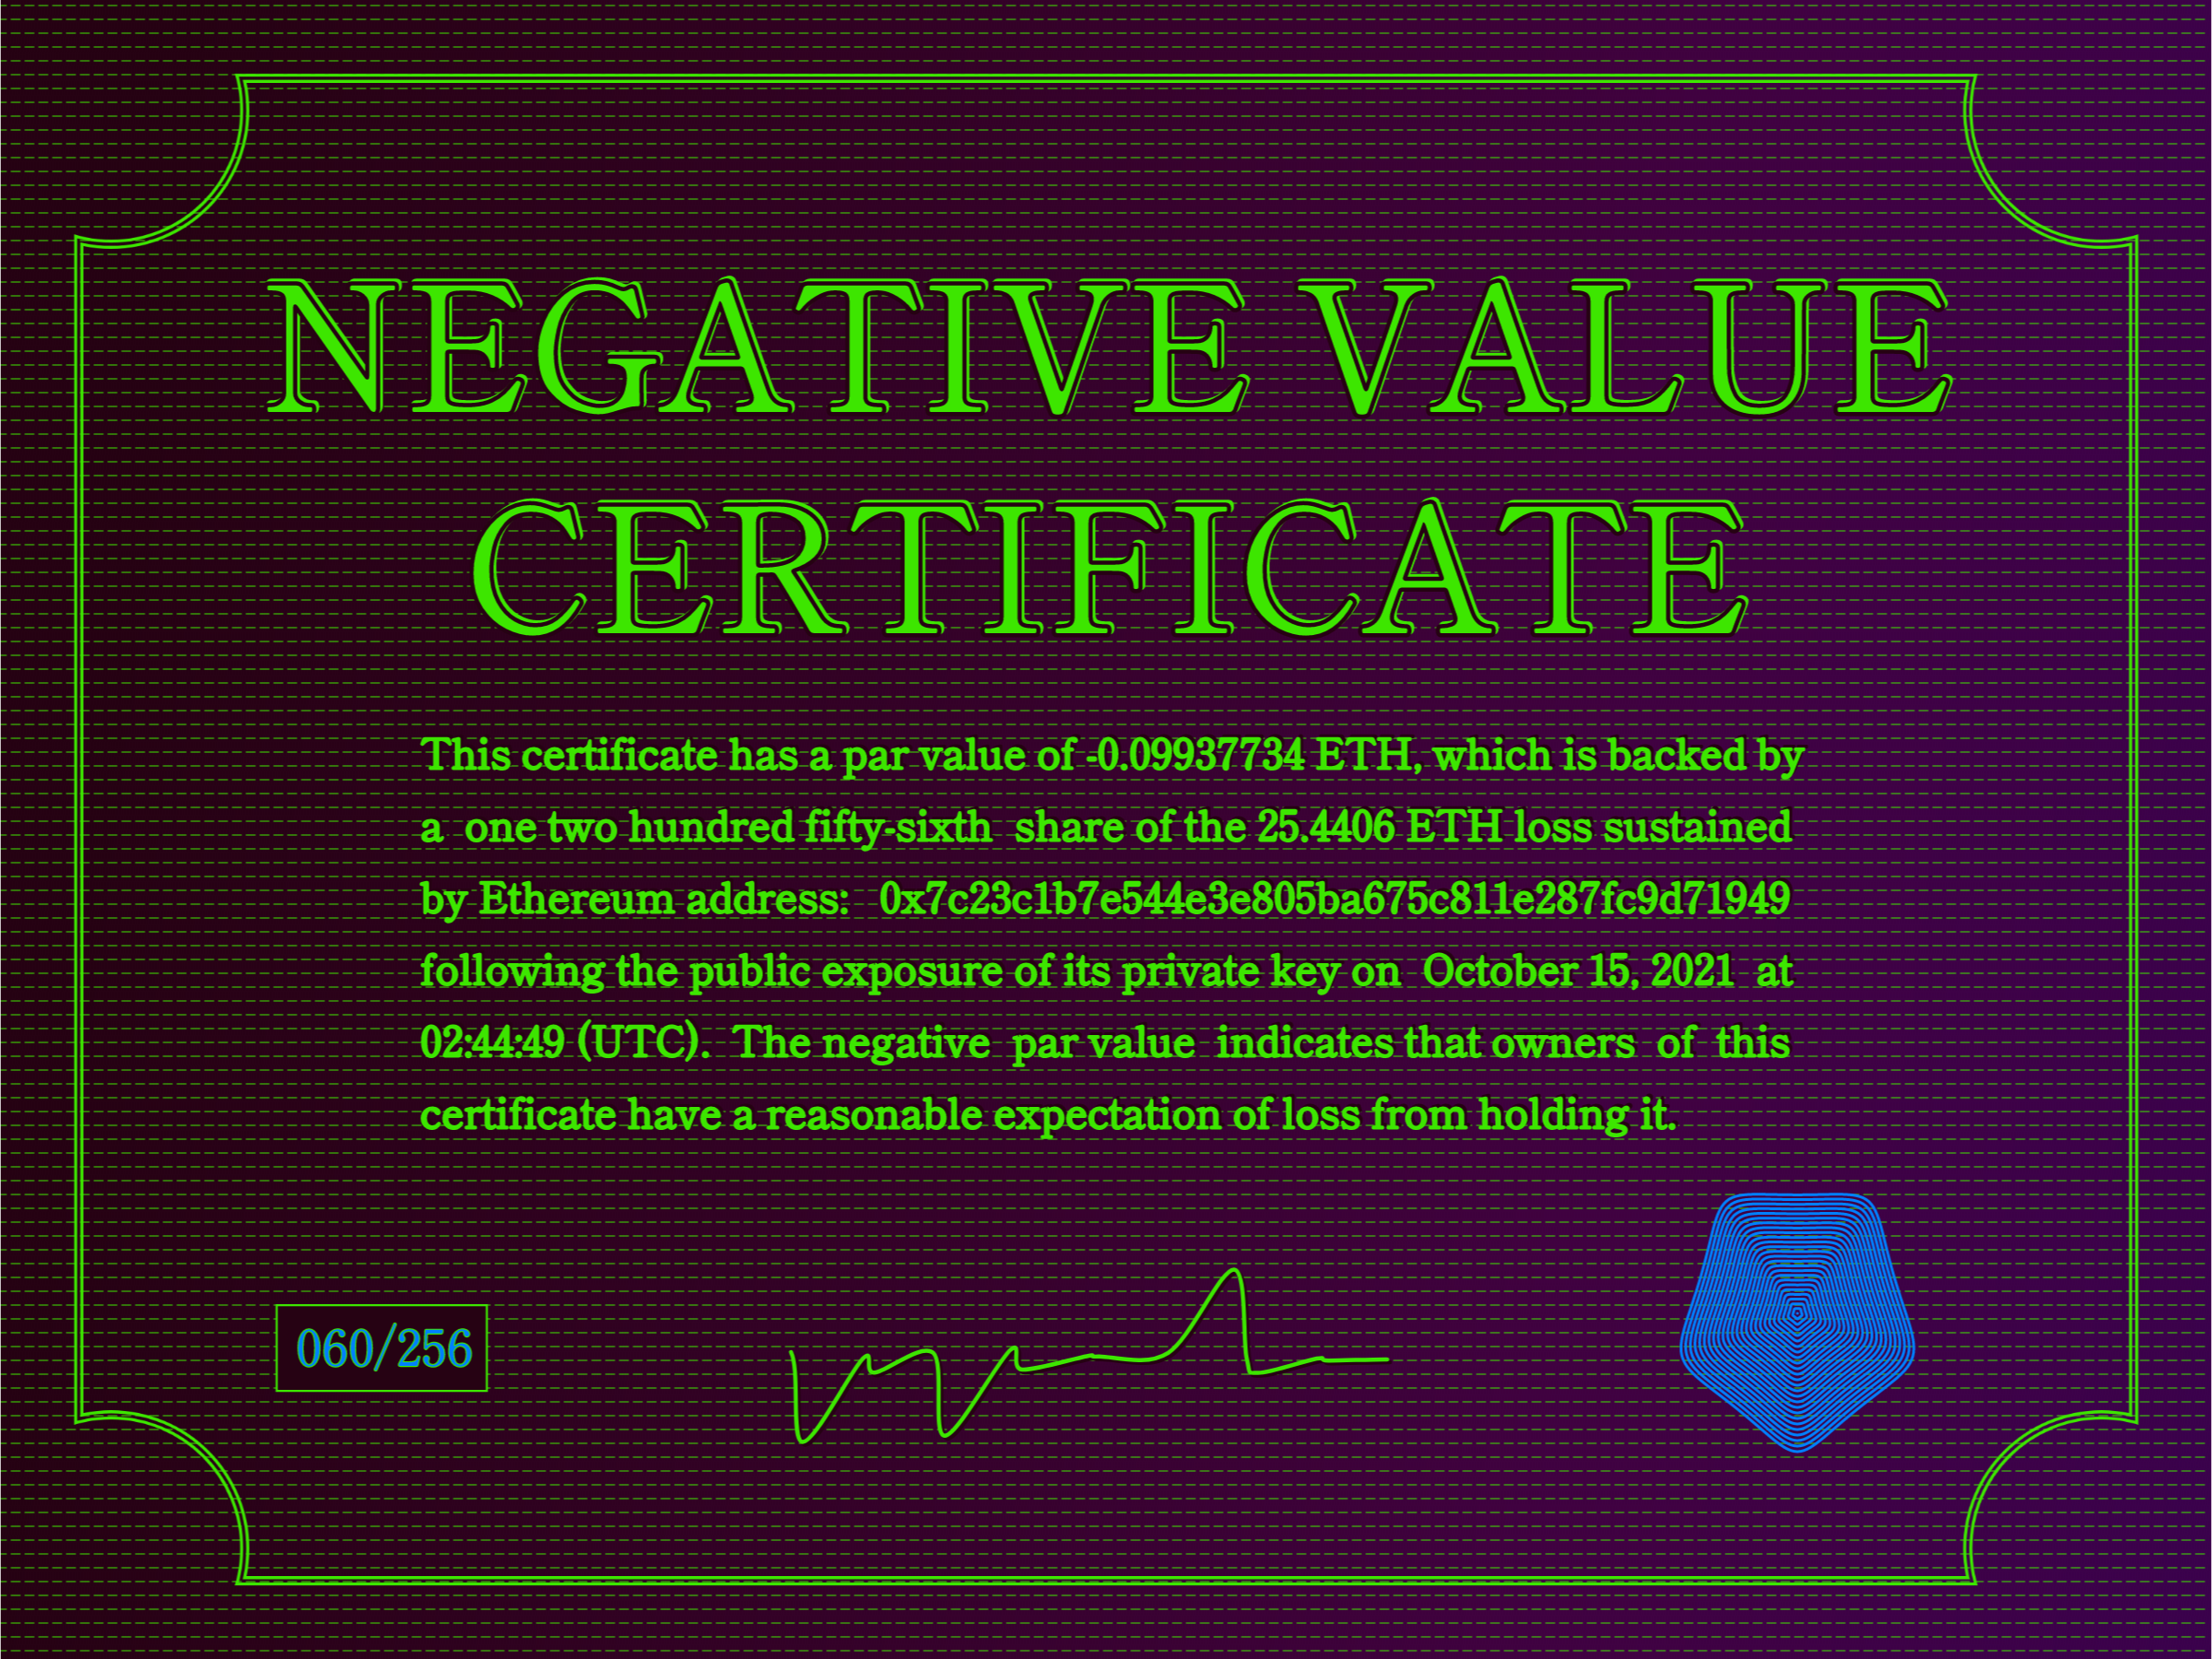 NEGATIVE VALUE
CERTIFICATE
This certificate has a par value of -0.09937734 ETH, which is backed by
a one two hundred fifty-sixth share of the 25.4406 ETH loss sustained
by Ethereum address: 0x7c23c1b7e544e3e805ba675c811e287fc9d71949
following the public exposure of its private key on October 15, 2021 at
02:44:49 (UTC). The negative par value indicates that owners of this
certificate have a reasonable expectation of loss from holding it.
060/256